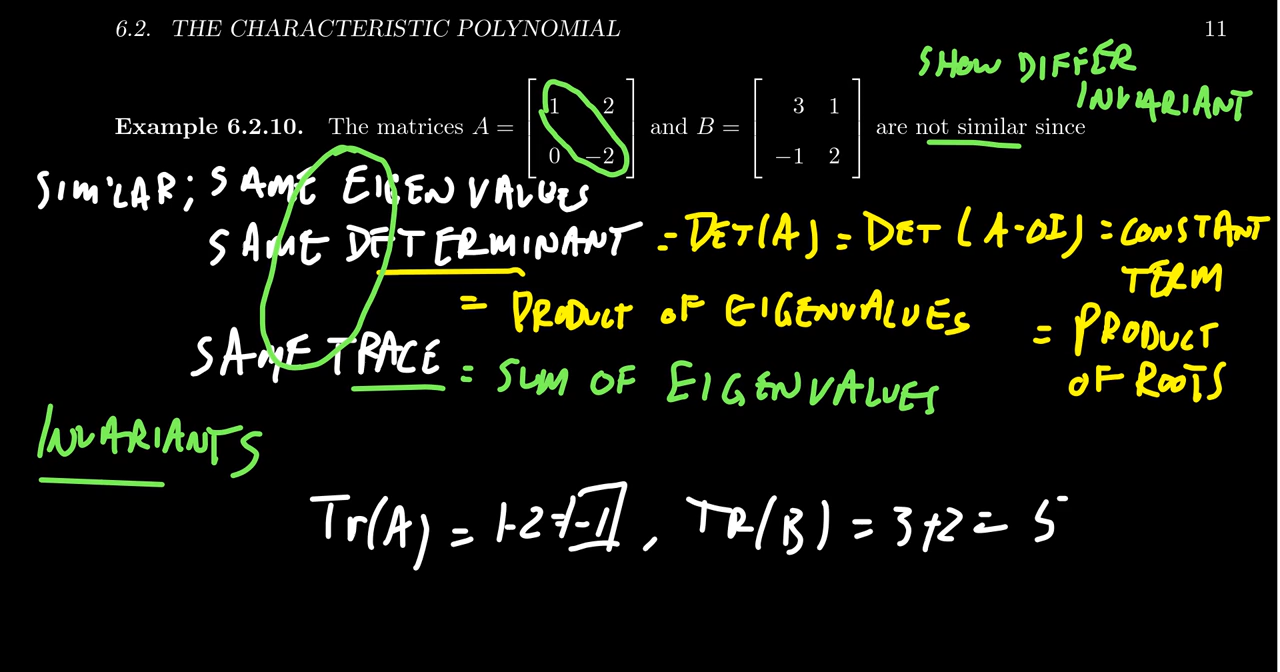 6.2. THE CHARACTERISTIC POLYNOMIAL 11
SHOW DIFFER
INVARIANT
Example 6.2.10. The matrices A = [1 2 0 −2] and B = [3 1 −1 2] are not similar since
SIMILAR; SAME EIGENVALUES
SAME DETERMINANT = DET(A) = DET(A-0I) = CONSTANT
TERM
= PRODUCT OF EIGENVALUES = PRODUCT
OF ROOTS
SAME TRACE = SUM OF EIGENVALUES
INVARIANTS
Tr(A) = 1-2 = -1, TR(B) = 3+2 = 5